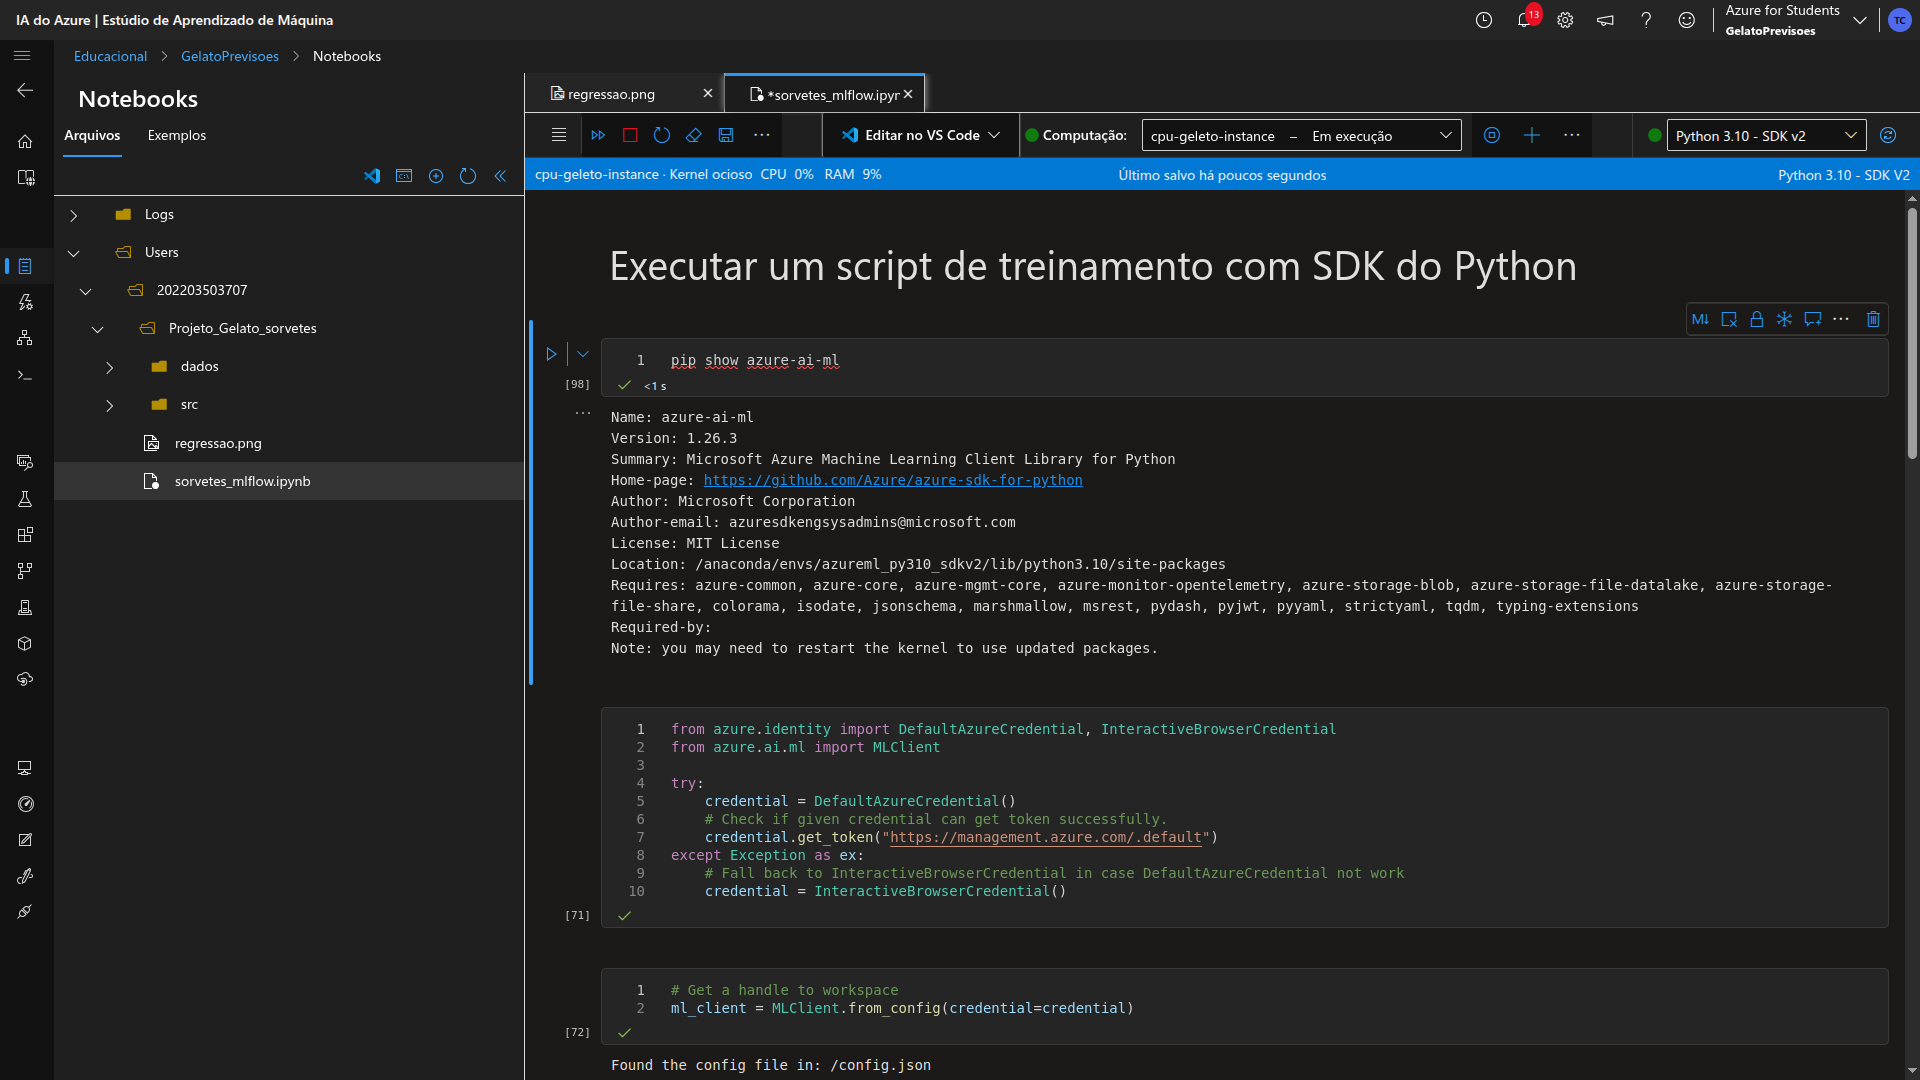 IA do Azure | Estúdio de Aprendizado de Máquina
13
Azure for Students
GelatoPrevisoes
TC
Educacional > GelatoPrevisoes > Notebooks
Notebooks
Arquivos Exemplos
Logs
Users
202203503707
Projeto_Gelato_sorvetes
dados
src
regressao.png
sorvetes_mlflow.ipynb
regressao.png
*sorvetes_mlflow.ipyr
Editar no VS Code
Computação:
cpu-geleto-instance – Em execução
Python 3.10 - SDK v2
cpu-geleto-instance · Kernel ocioso CPU 0% RAM 9%
Último salvo há poucos segundos
Python 3.10 - SDK V2
Executar um script de treinamento com SDK do Python
M↓
1 pip show azure-ai-ml
[98] <1 s
Name: azure-ai-ml
Version: 1.26.3
Summary: Microsoft Azure Machine Learning Client Library for Python
Home-page: https://github.com/Azure/azure-sdk-for-python
Author: Microsoft Corporation
Author-email: azuresdkengsysadmins@microsoft.com
License: MIT License
Location: /anaconda/envs/azureml_py310_sdkv2/lib/python3.10/site-packages
Requires: azure-common, azure-core, azure-mgmt-core, azure-monitor-opentelemetry, azure-storage-blob, azure-storage-file-datalake, azure-storage-
file-share, colorama, isodate, jsonschema, marshmallow, msrest, pydash, pyjwt, pyyaml, strictyaml, tqdm, typing-extensions
Required-by:
Note: you may need to restart the kernel to use updated packages.
1 from azure.identity import DefaultAzureCredential, InteractiveBrowserCredential
2 from azure.ai.ml import MLClient
3
4 try:
5     credential = DefaultAzureCredential()
6     # Check if given credential can get token successfully.
7     credential.get_token("https://management.azure.com/.default")
8 except Exception as ex:
9     # Fall back to InteractiveBrowserCredential in case DefaultAzureCredential not work
10     credential = InteractiveBrowserCredential()
[71]
1 # Get a handle to workspace
2 ml_client = MLClient.from_config(credential=credential)
[72]
Found the config file in: /config.json